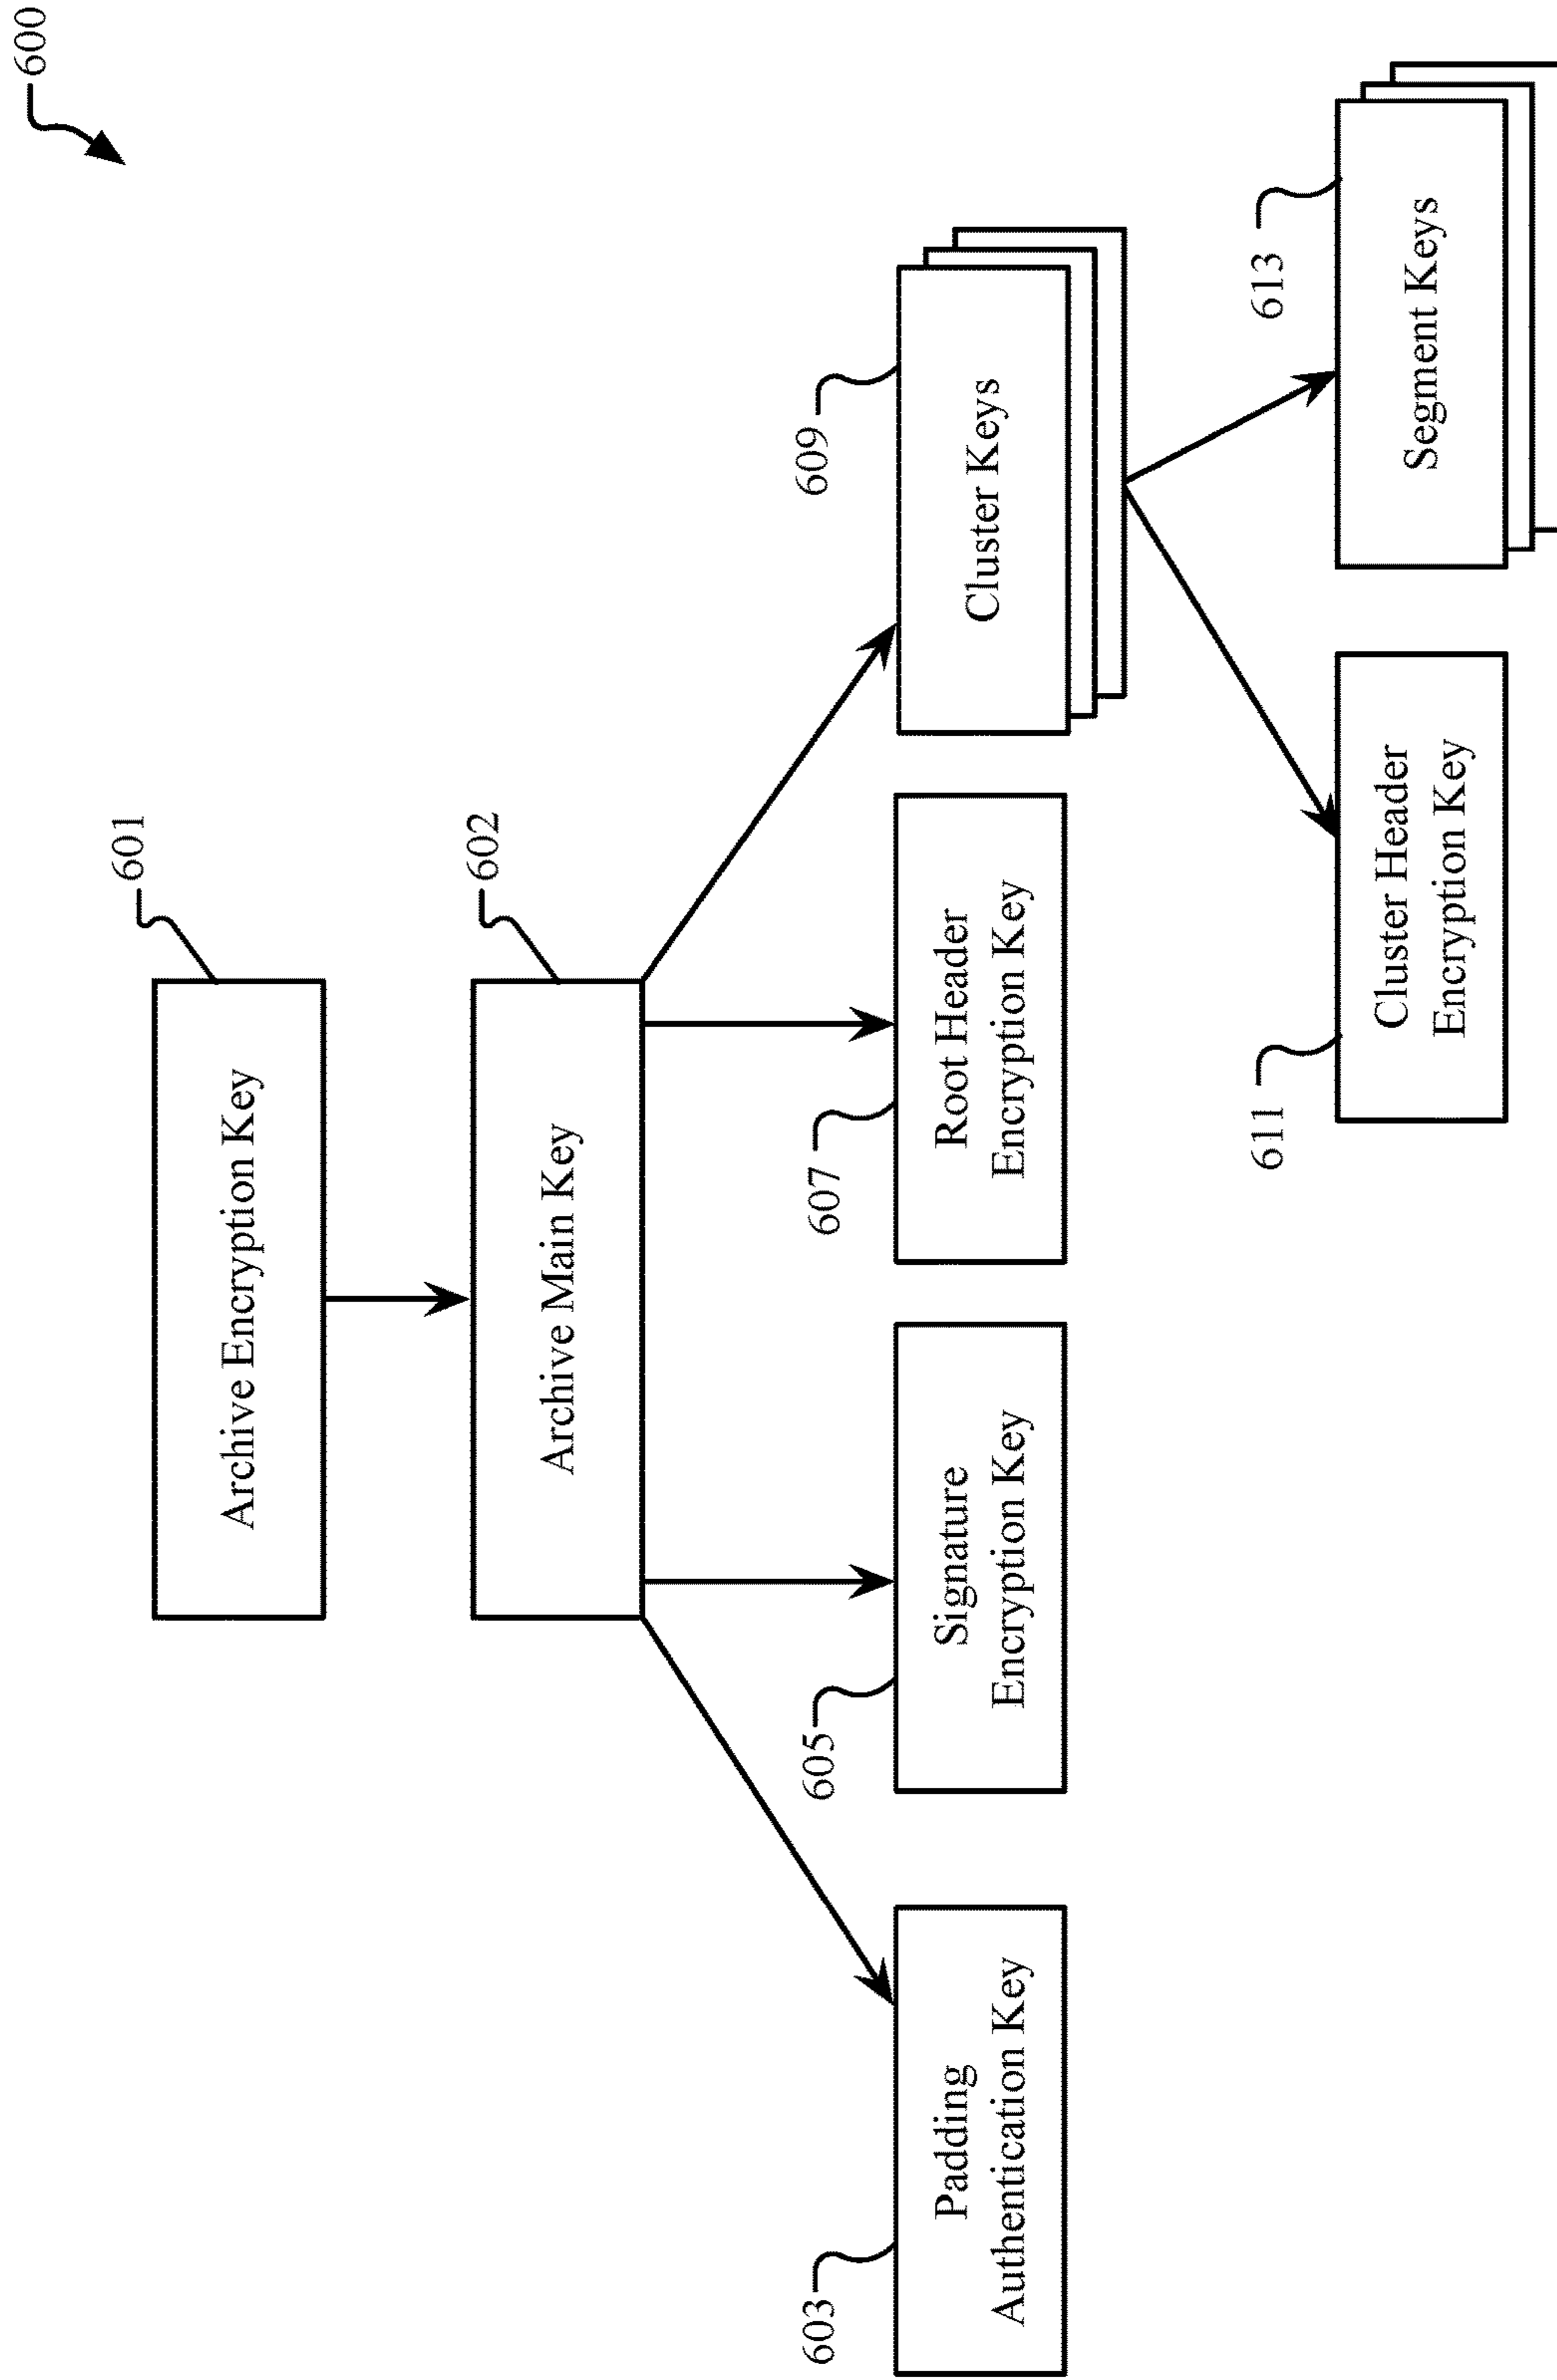 600
601
Archive Encryption Key
602
Archive Main Key
603
Padding
Authentication Key
605
Signature
Encryption Key
607
Root Header
Encryption Key
609
Cluster Keys
611
Cluster Header
Encryption Key
613
Segment Keys